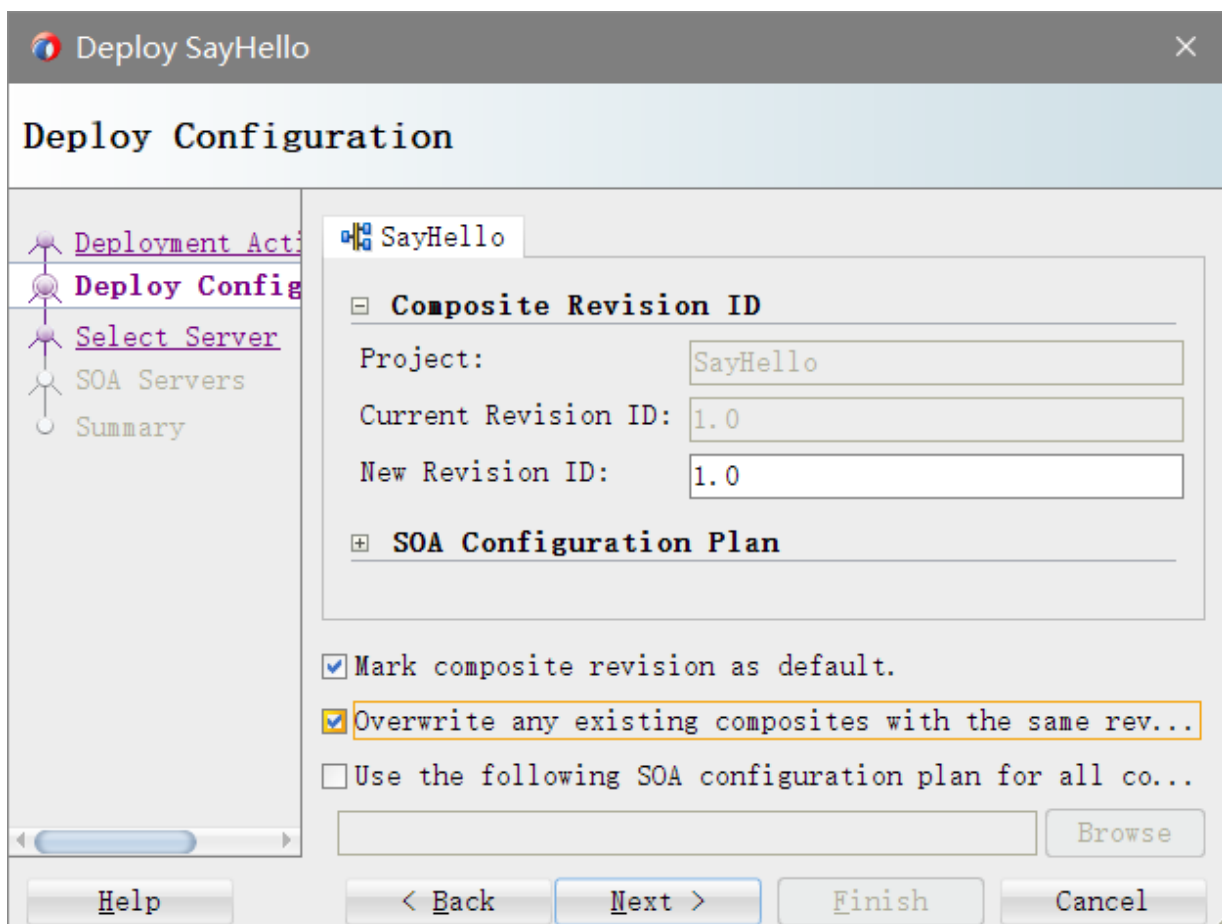 Deploy SayHello
Deploy Configuration
Deployment Acti
Deploy Config
Select Server
SOA Servers
Summary
SayHello
Composite Revision ID
Project: SayHello
Current Revision ID: 1.0
New Revision ID: 1.0
SOA Configuration Plan
Mark composite revision as default.
Overwrite any existing composites with the same rev...
Use the following SOA configuration plan for all co...
Browse
Help < Back Next > Finish Cancel